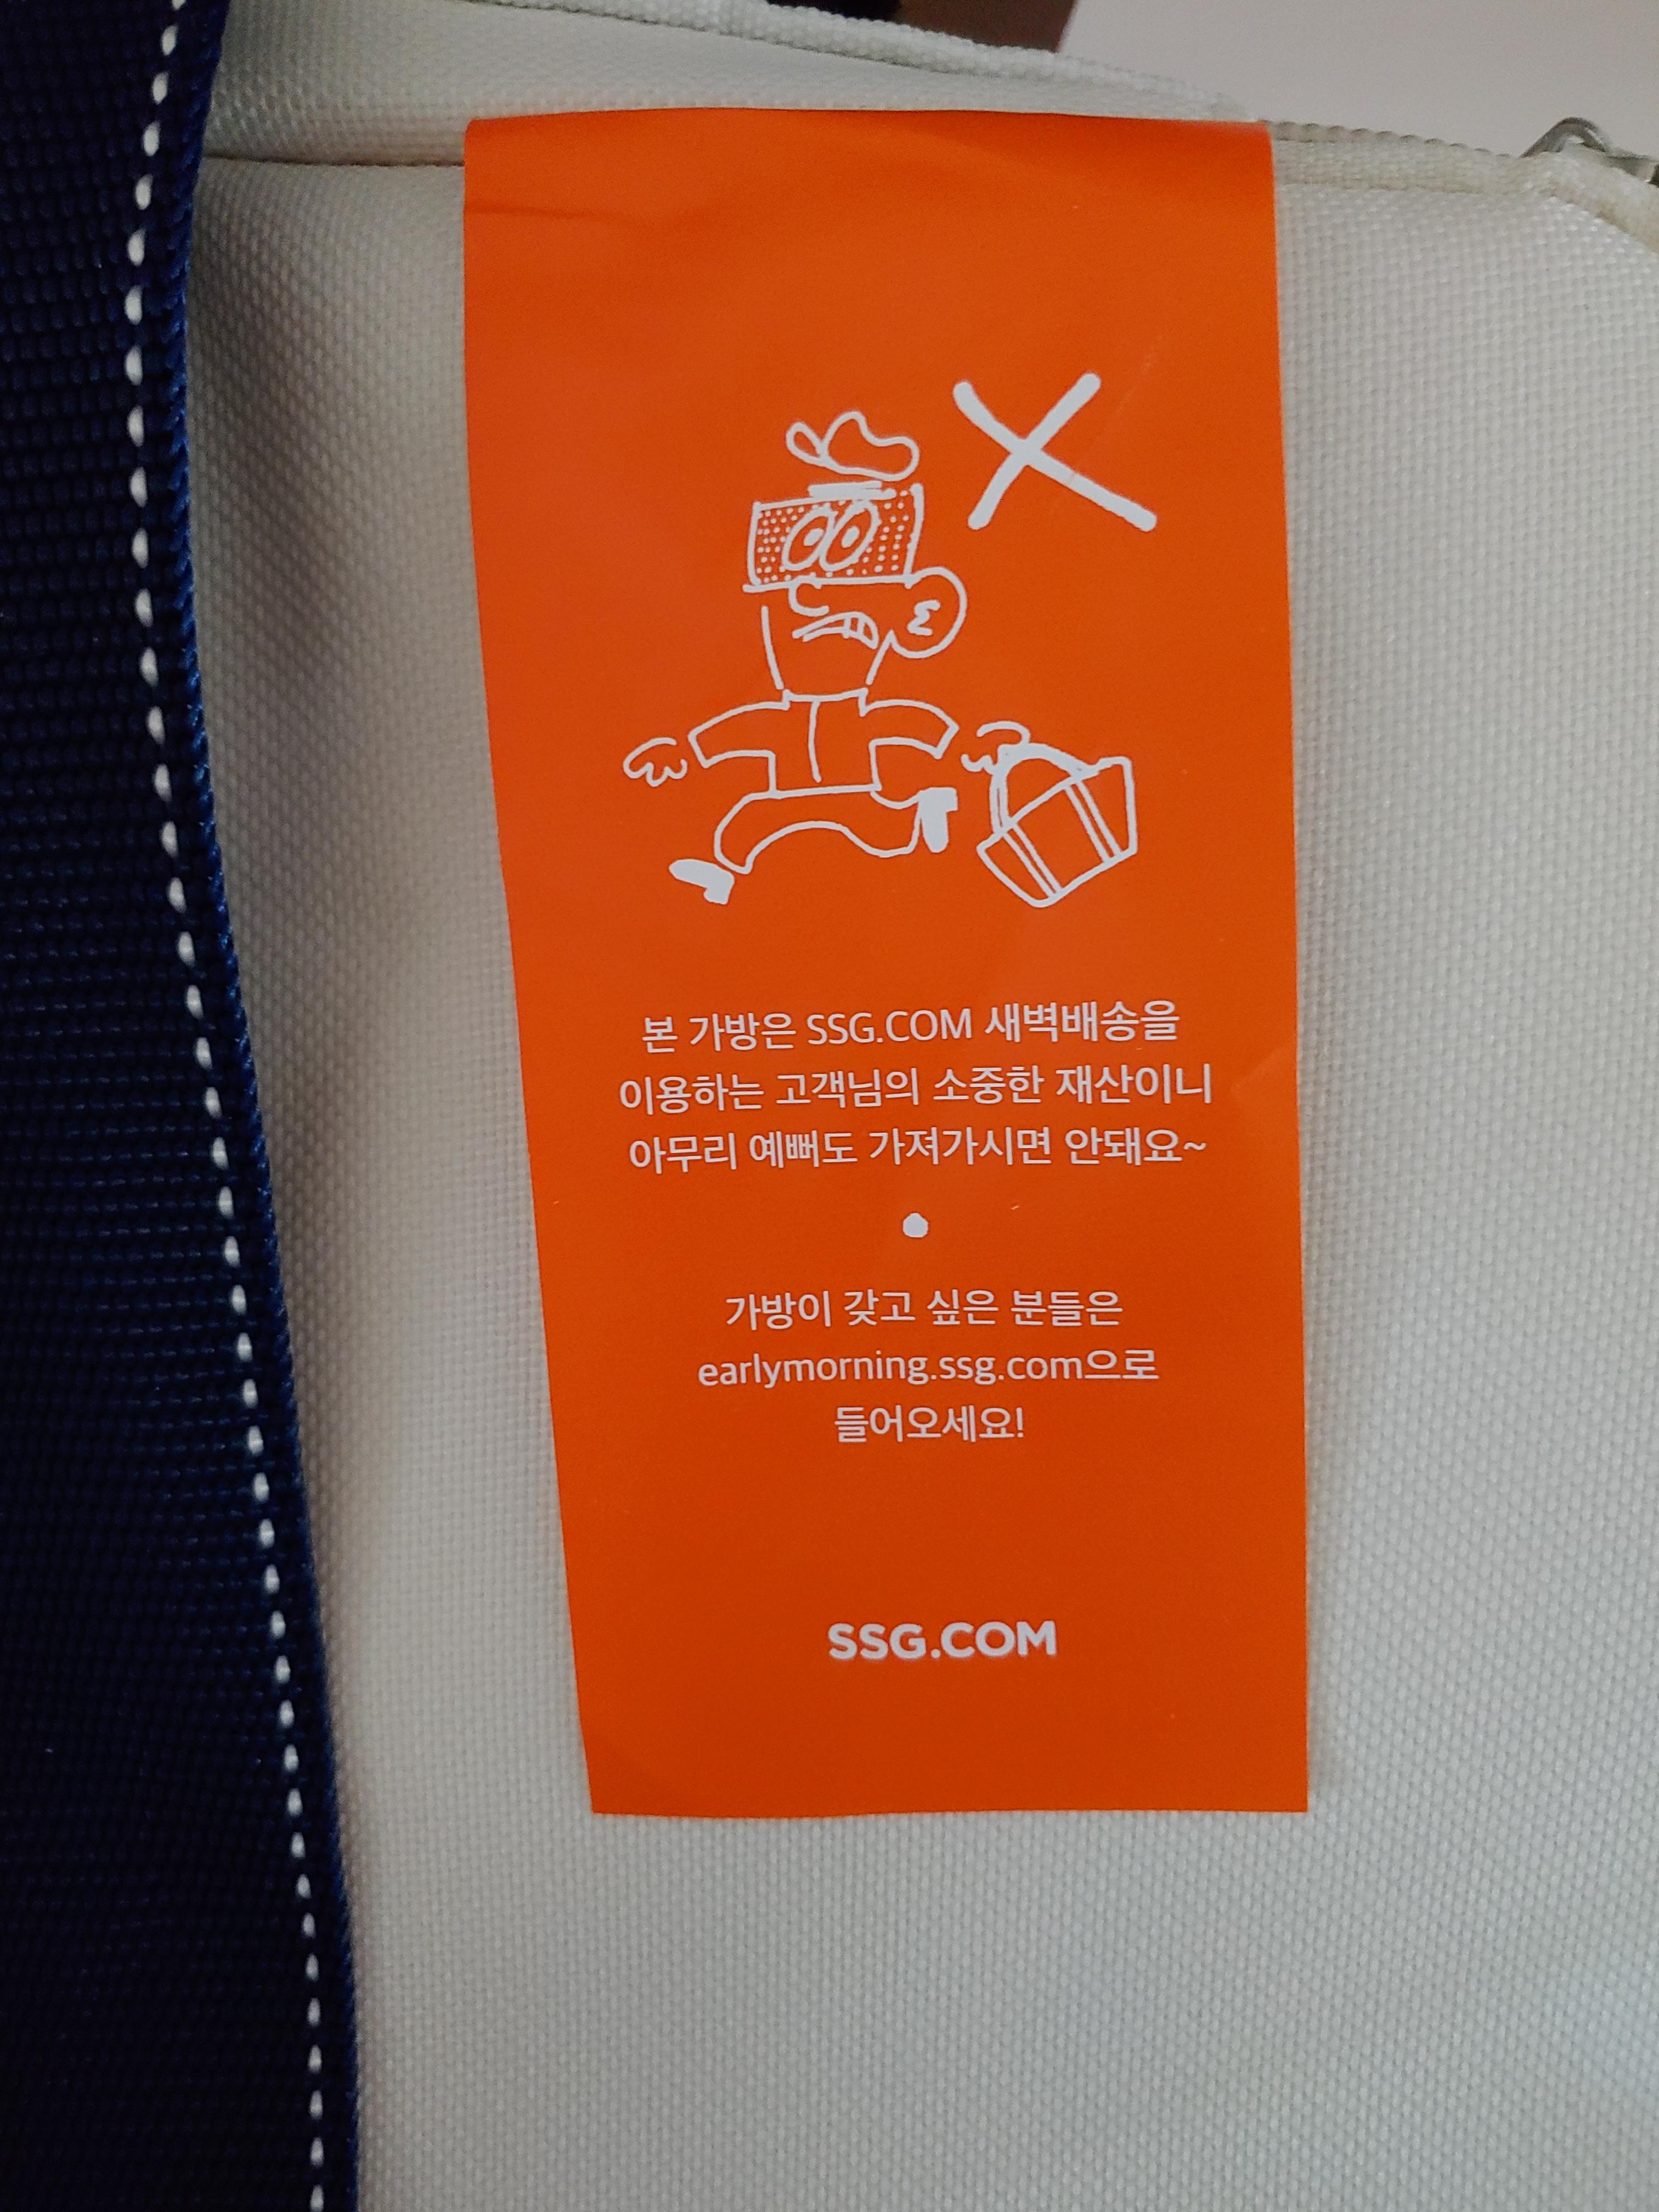 본 가방은 SSG.COM 새벽배송을
이용하는 고객님의 소중한 재산이니
아무리 예뻐도 가져가시면 안돼요~
가방이 갖고 싶은 분들은
earlymorning.ssg.com으로
들어오세요!
SSG.COM